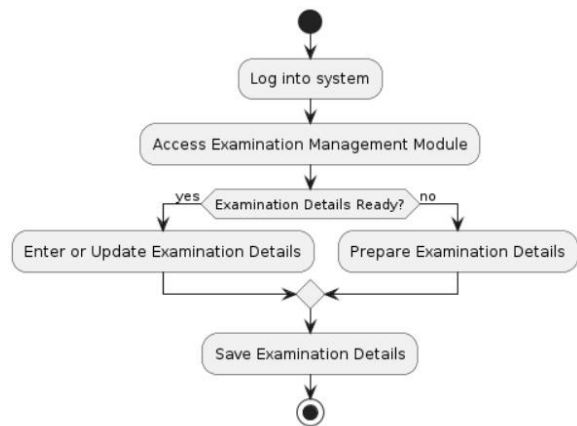 Log into system
Access Examination Management Module
yes
Examination Details Ready?
no
Enter or Update Examination Details
Prepare Examination Details
Save Examination Details